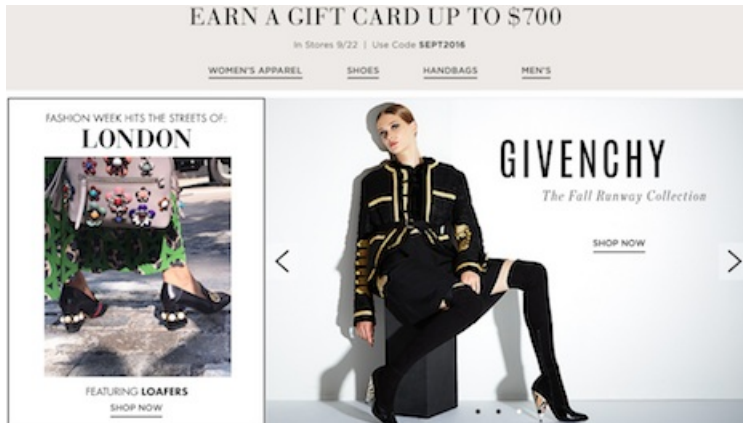 EARN A GIFT CARD UP TO $700
In Stores 9/22 | Use Code SEPT2016
WOMEN'S APPAREL SHOES HANDBAGS MEN'S
FASHION WEEK HITS THE STREETS OF:
LONDON
FEATURING LOAFERS
SHOP NOW
GIVENCHY
The Fall Runway Collection
SHOP NOW